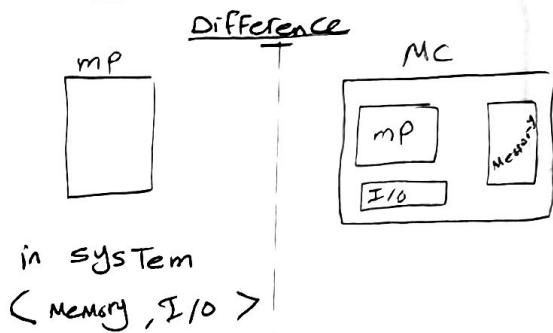 Difference
mP
in sysTem
< Memory, I/O >
MC
mP
Memory
I/O